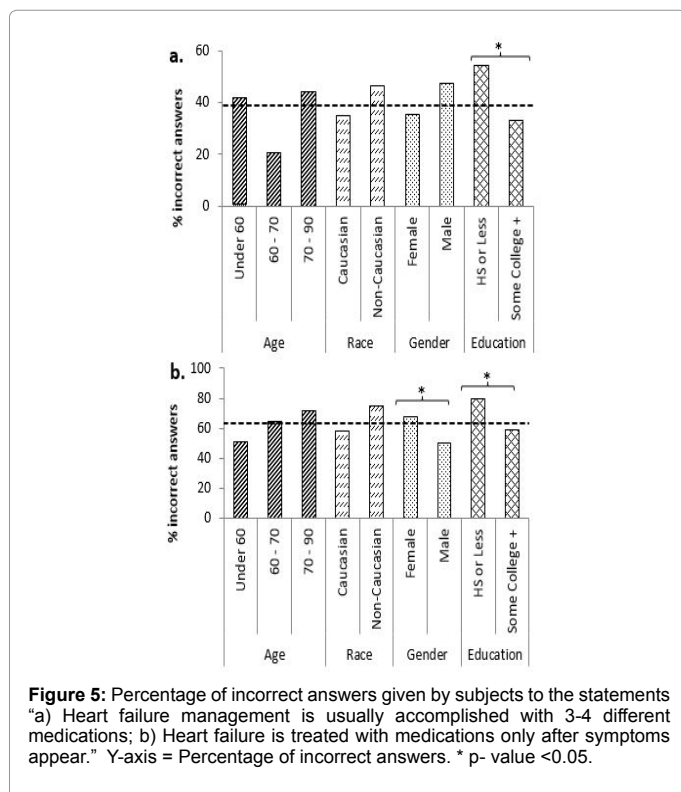 a.
*
60
40
20
0
% incorrect answers
Under 60
60 - 70
70 - 90
Caucasian
Non-Caucasian
Female
Male
HS or Less
Some College +
Age Race Gender Education
b.
* *
100
80
60
40
20
0
% incorrect answers
Under 60
60 - 70
70 - 90
Caucasian
Non-Caucasian
Female
Male
HS or Less
Some College +
Age Race Gender Education
Figure 5: Percentage of incorrect answers given by subjects to the statements
“a) Heart failure management is usually accomplished with 3-4 different
medications; b) Heart failure is treated with medications only after symptoms
appear.” Y-axis = Percentage of incorrect answers. * p- value <0.05.